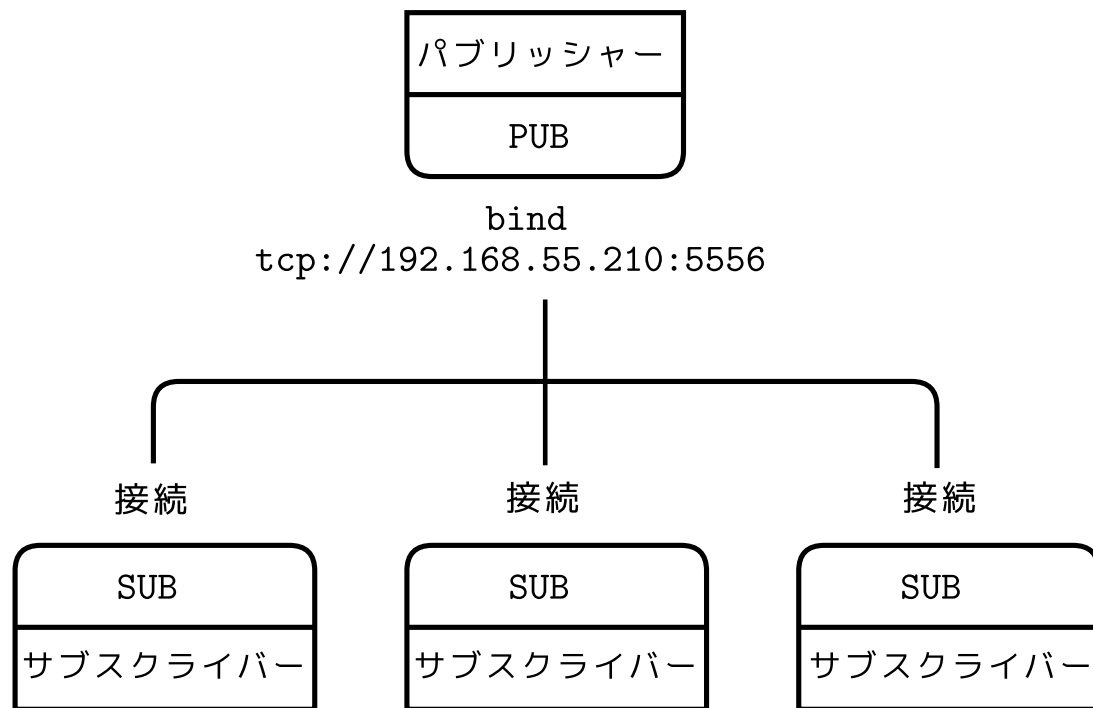 パブリッシャー
PUB
bind
tcp://192.168.55.210:5556
接続
接続
接続
SUB
SUB
SUB
サブスクライバー
サブスクライバー
サブスクライバー